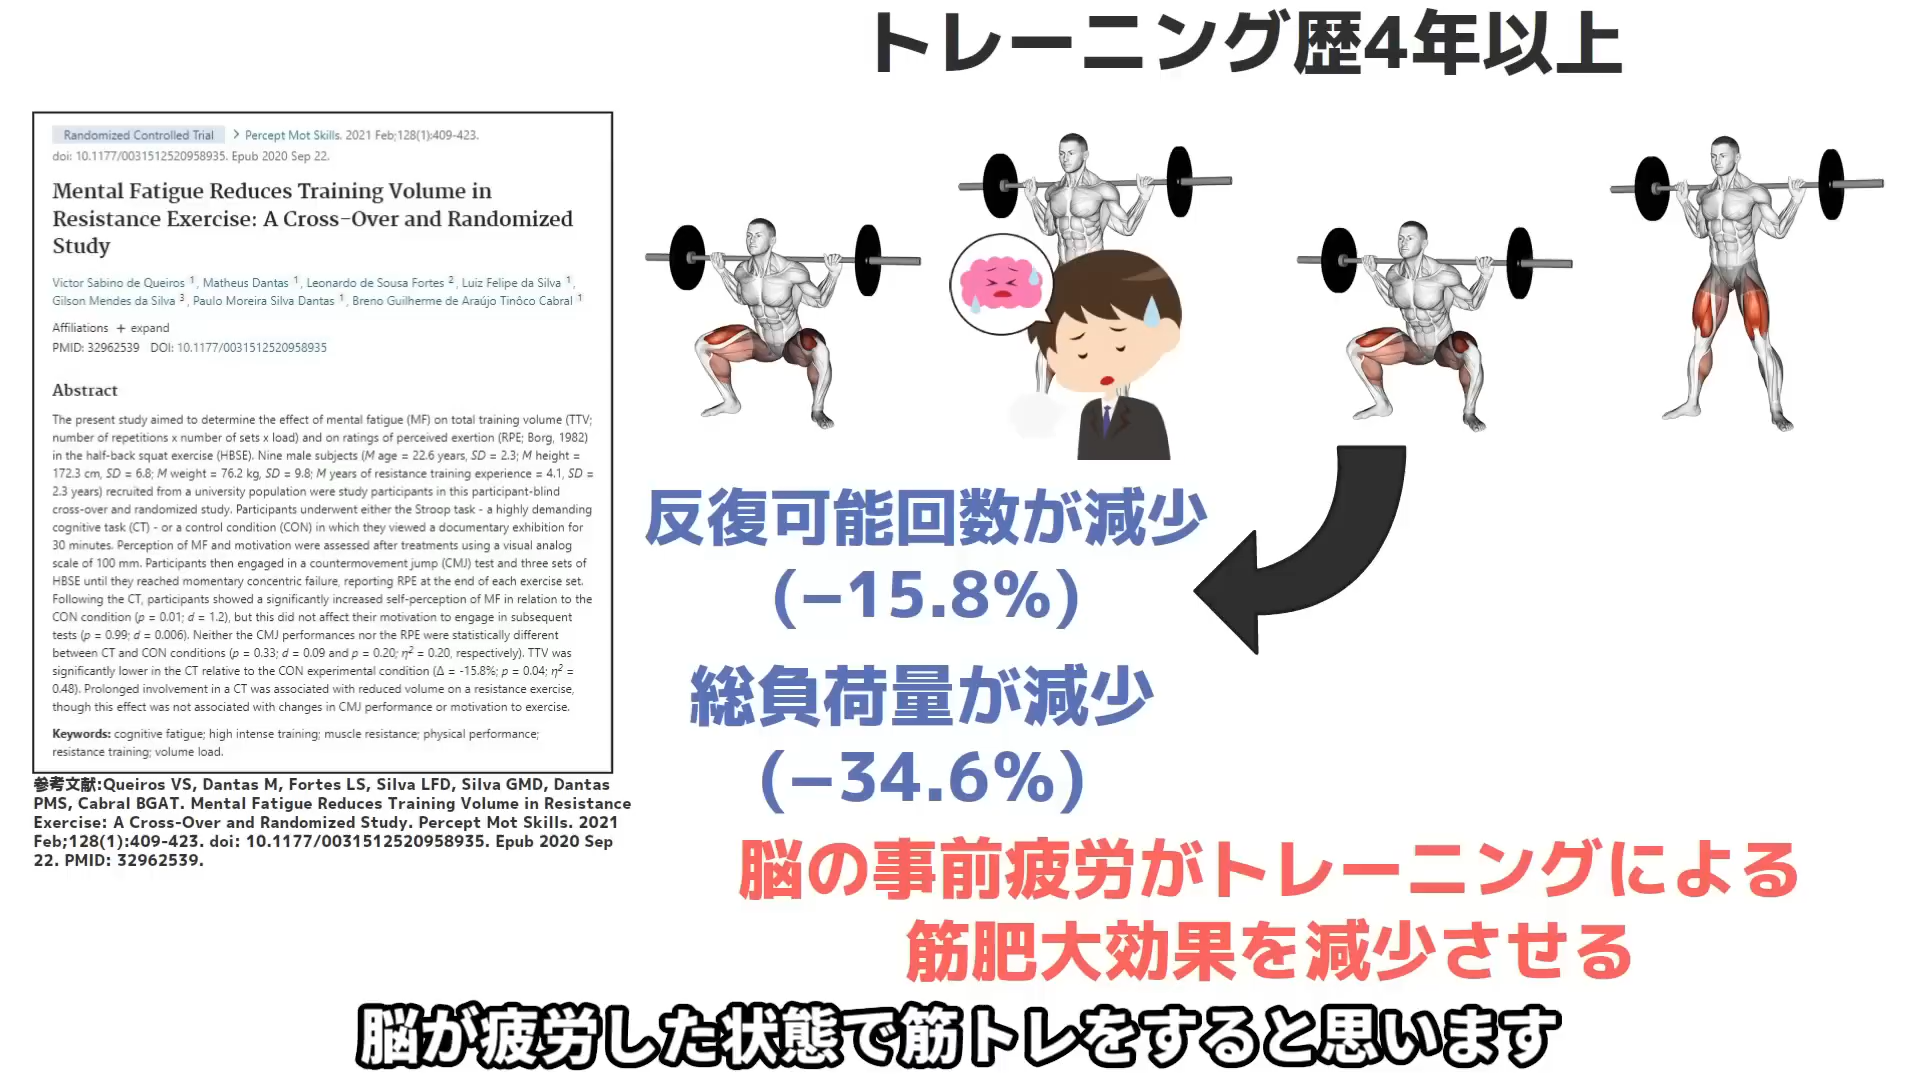 トレーニング歴4年以上
Randomized Controlled Trial > Percept Mot Skills. 2021 Feb;128(1):409-423.
doi: 10.1177/0031512520958935. Epub 2020 Sep 22.
Mental Fatigue Reduces Training Volume in
Resistance Exercise: A Cross-Over and Randomized
Study
Victor Sabino de Queiros 1, Matheus Dantas 1, Leonardo de Sousa Fortes 2, Luiz Felipe da Silva 1,
Gilson Mendes da Silva 3, Paulo Moreira Silva Dantas 1, Breno Guilherme de Araújo Tinôco Cabral 1
Affiliations + expand
PMID: 32962539 DOI: 10.1177/0031512520958935
Abstract
The present study aimed to determine the effect of mental fatigue (MF) on total training volume (TTV;
number of repetitions x number of sets x load) and on ratings of perceived exertion (RPE; Borg, 1982)
in the half-back squat exercise (HBSE). Nine male subjects (M age = 22.6 years, SD = 2.3; M height =
172.3 cm, SD = 6.8; M weight = 76.2 kg, SD = 9.8; M years of resistance training experience = 4.1, SD =
2.3 years) recruited from a university population were study participants in this participant-blind
cross-over and randomized study. Participants underwent either the Stroop task - a highly demanding
cognitive task (CT) - or a control condition (CON) in which they viewed a documentary exhibition for
30 minutes. Perception of MF and motivation were assessed after treatments using a visual analog
scale of 100 mm. Participants then engaged in a countermovement jump (CMJ) test and three sets of
HBSE until they reached momentary concentric failure, reporting RPE at the end of each exercise set.
Following the CT, participants showed a significantly increased self-perception of MF in relation to the
CON condition (p = 0.01; d = 1.2), but this did not affect their motivation to engage in subsequent
tests (p = 0.99; d = 0.006). Neither the CMJ performances nor the RPE were statistically different
between CT and CON conditions (p = 0.33; d = 0.09 and p = 0.20; η2 = 0.20, respectively). TTV was
significantly lower in the CT relative to the CON experimental condition (Δ = -15.8%; p = 0.04; η2 =
0.48). Prolonged involvement in a CT was associated with reduced volume on a resistance exercise,
though this effect was not associated with changes in CMJ performance or motivation to exercise.
Keywords: cognitive fatigue; high intense training; muscle resistance; physical performance;
resistance training; volume load.
参考文献:Queiros VS, Dantas M, Fortes LS, Silva LFD, Silva GMD, Dantas
PMS, Cabral BGAT. Mental Fatigue Reduces Training Volume in Resistance
Exercise: A Cross-Over and Randomized Study. Percept Mot Skills. 2021
Feb;128(1):409-423. doi: 10.1177/0031512520958935. Epub 2020 Sep
22. PMID: 32962539.
反復可能回数が減少
(−15.8%)
総負荷量が減少
(−34.6%)
脳の事前疲労がトレーニングによる
筋肥大効果を減少させる
脳が疲労した状態で筋トレをすると思います